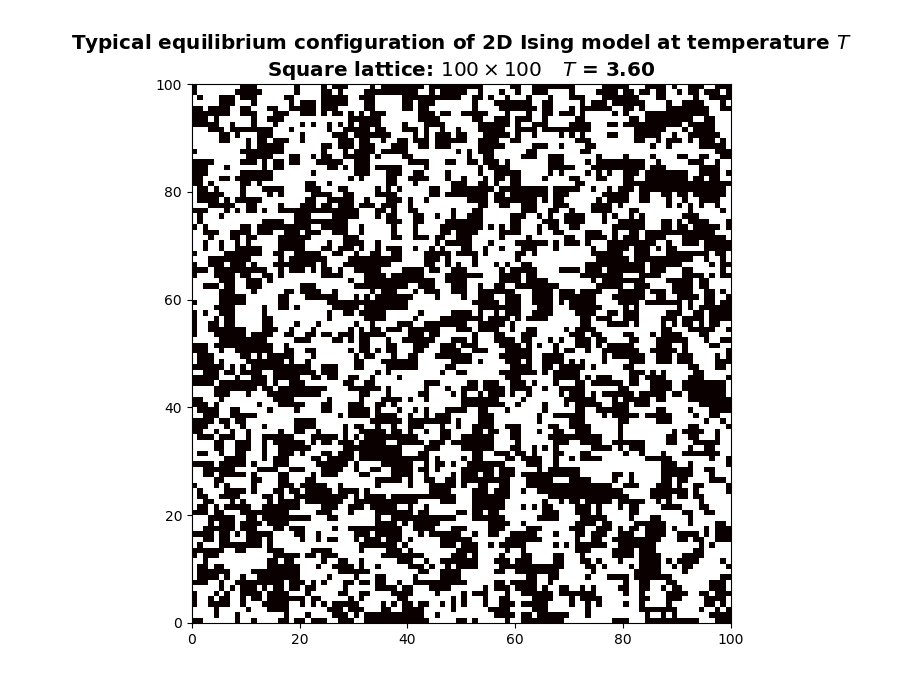 Typical equilibrium configuration of 2D Ising model at temperature T
Square lattice: 100 × 100 T = 3.60
100
80
60
40
20
0
0 20 40 60 80 100